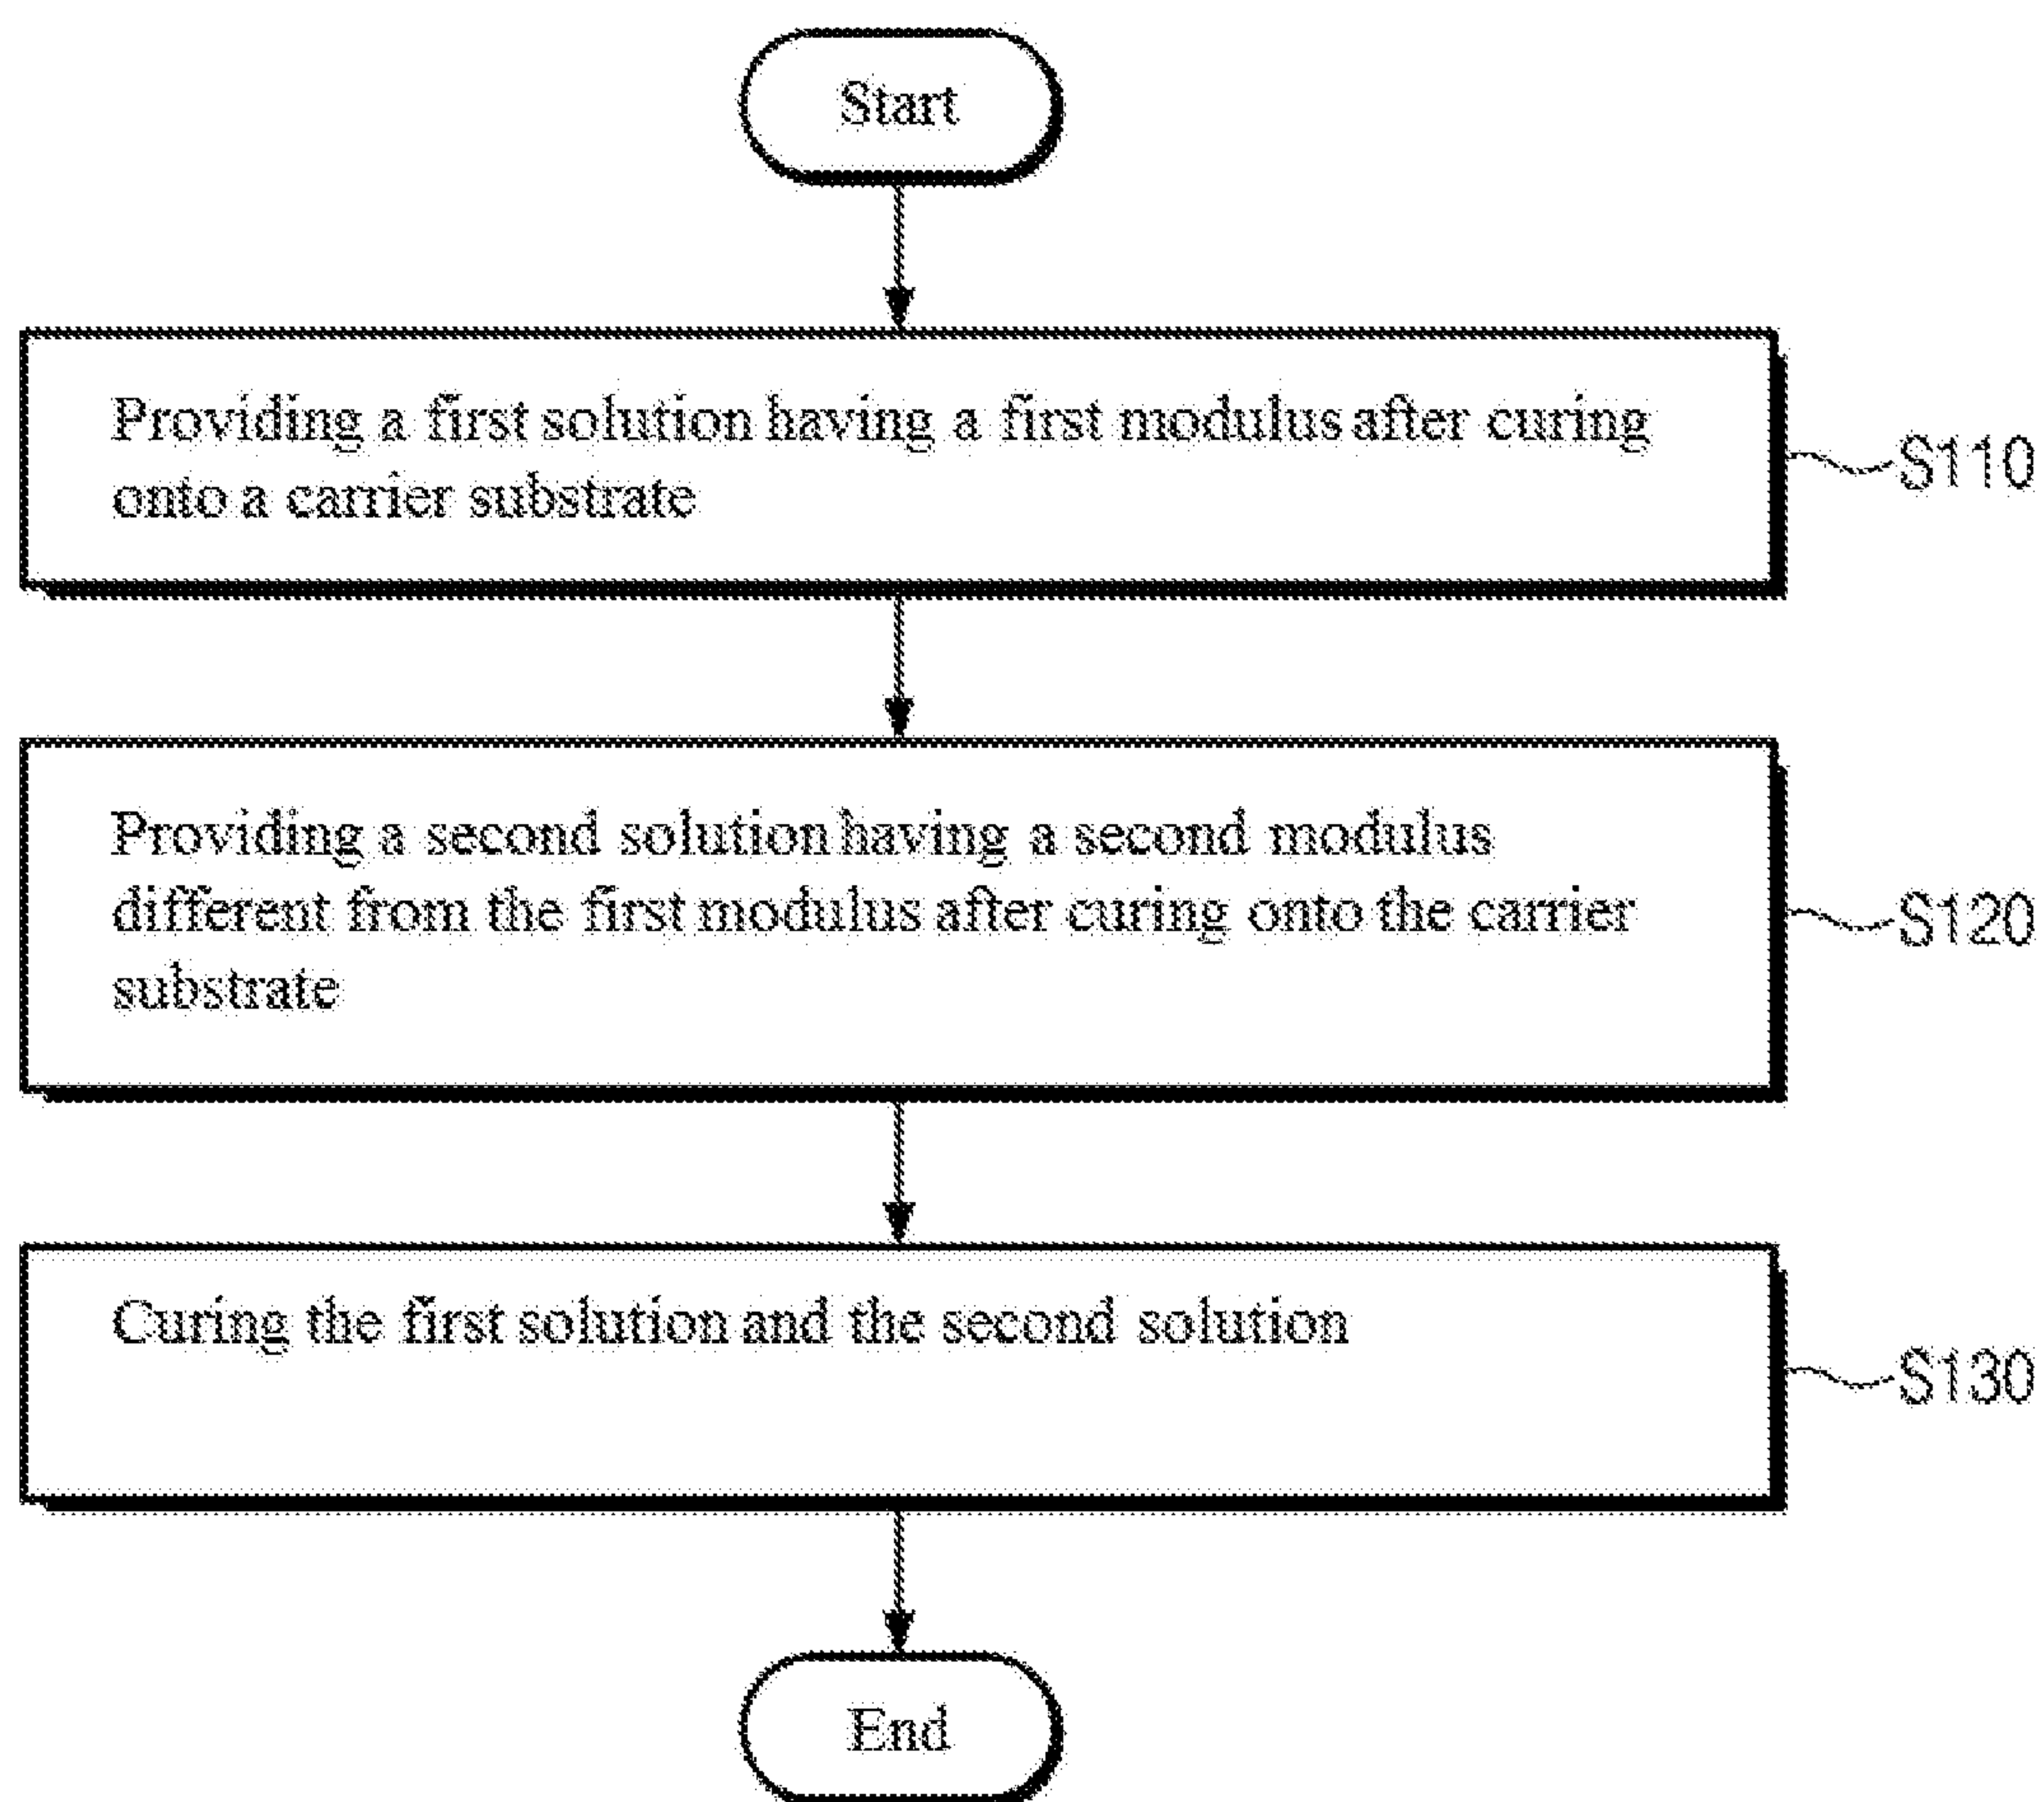 Start
Providing a first solution having a first modulus after curing
onto a carrier substrate
S110
Providing a second solution having a second modulus
different from the first modulus after curing onto the carrier
substrate
S120
Curing the first solution and the second solution
S130
End